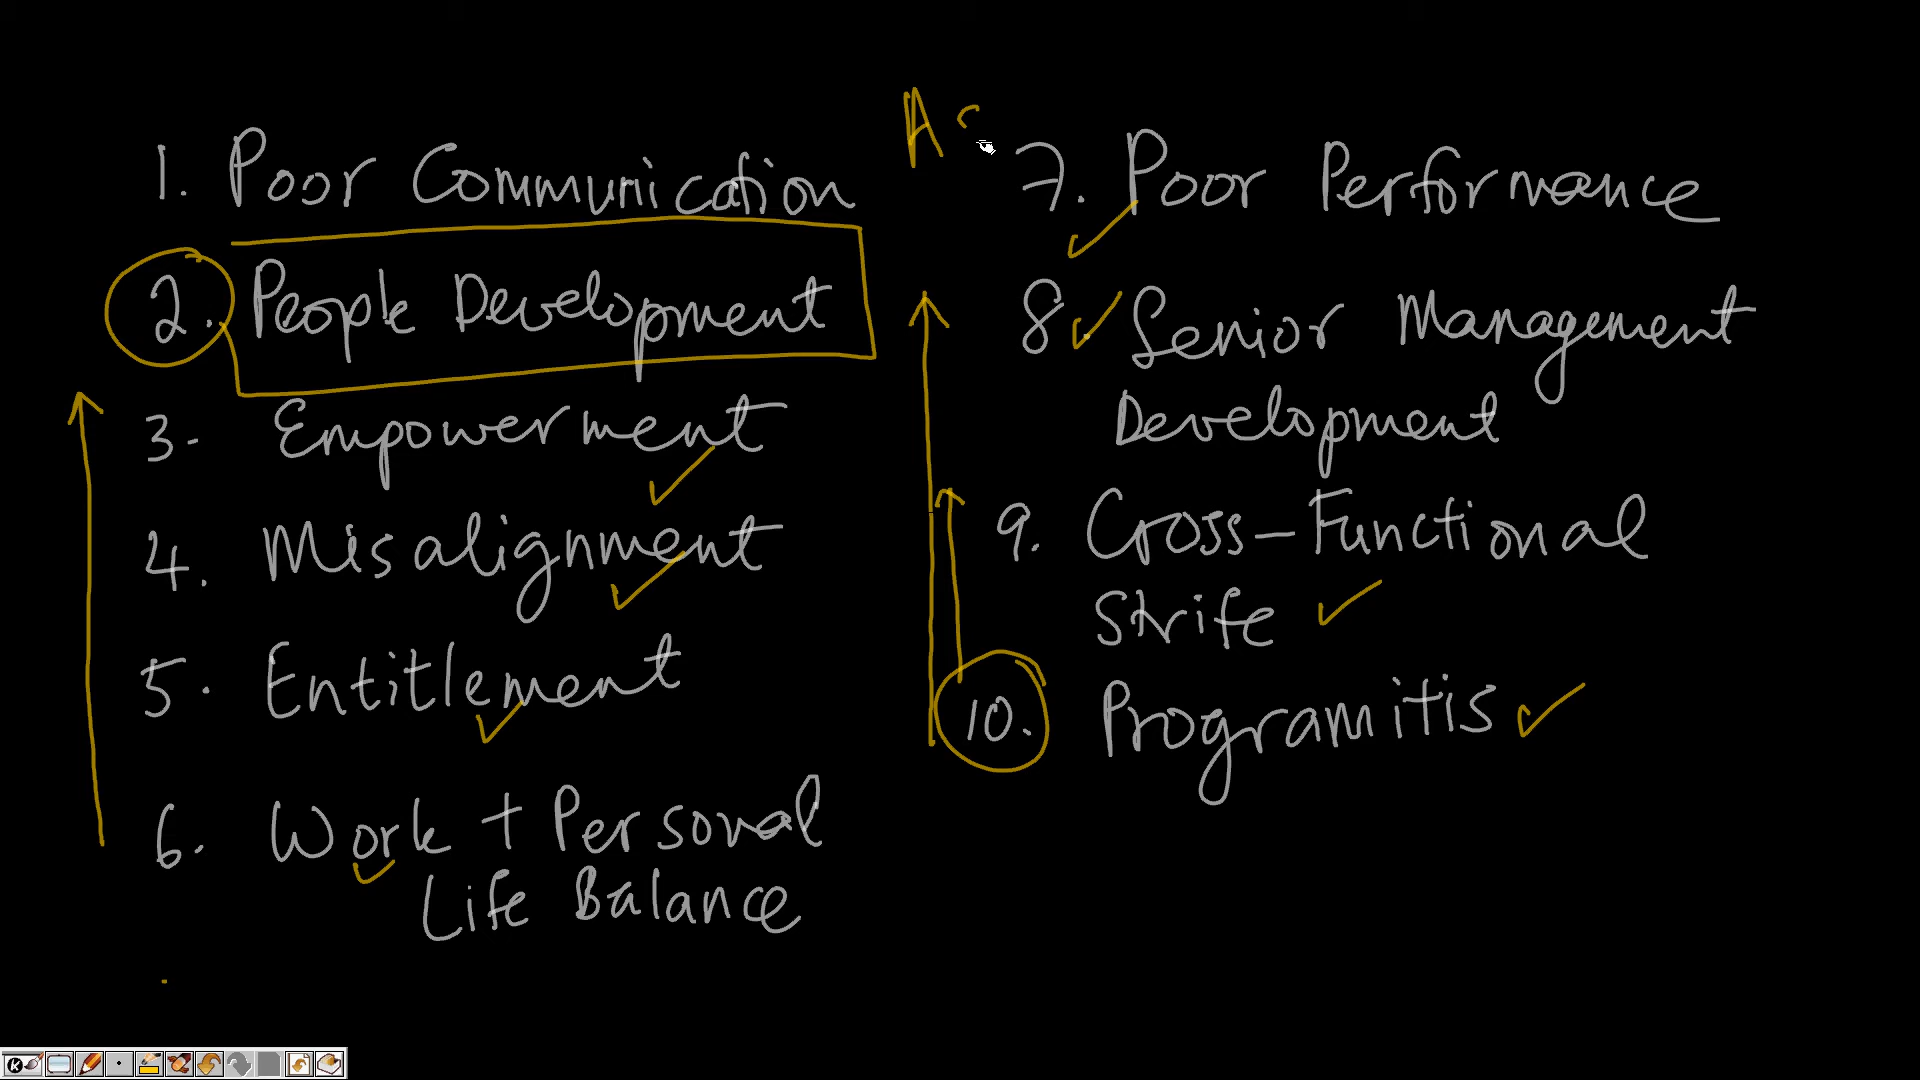 1. Poor Communication
2. People Development
3. Empowerment
4. Misalignment
5. Entitlement
6. Work + Personal
Life Balance
A
7. Poor Performance
8 Senior Management
Development
9. Cross-Functional
Strife
10. Programitis